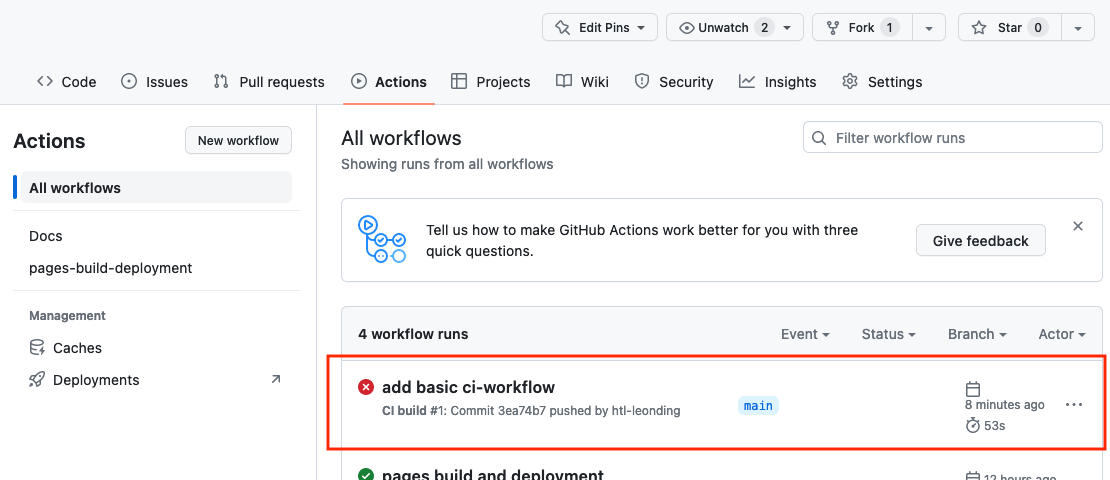 Edit Pins Unwatch 2 Fork 1 Star 0
Code Issues Pull requests Actions Projects Wiki Security Insights Settings
Actions New workflow
All workflows
Docs
pages-build-deployment
Management
Caches
Deployments
All workflows
Showing runs from all workflows
Filter workflow runs
Tell us how to make GitHub Actions work better for you with three
quick questions.
Give feedback
4 workflow runs Event Status Branch Actor
add basic ci-workflow
CI build #1: Commit 3ea74b7 pushed by htl-leonding
main
8 minutes ago
53s
pages build and deployment
12 hours ago